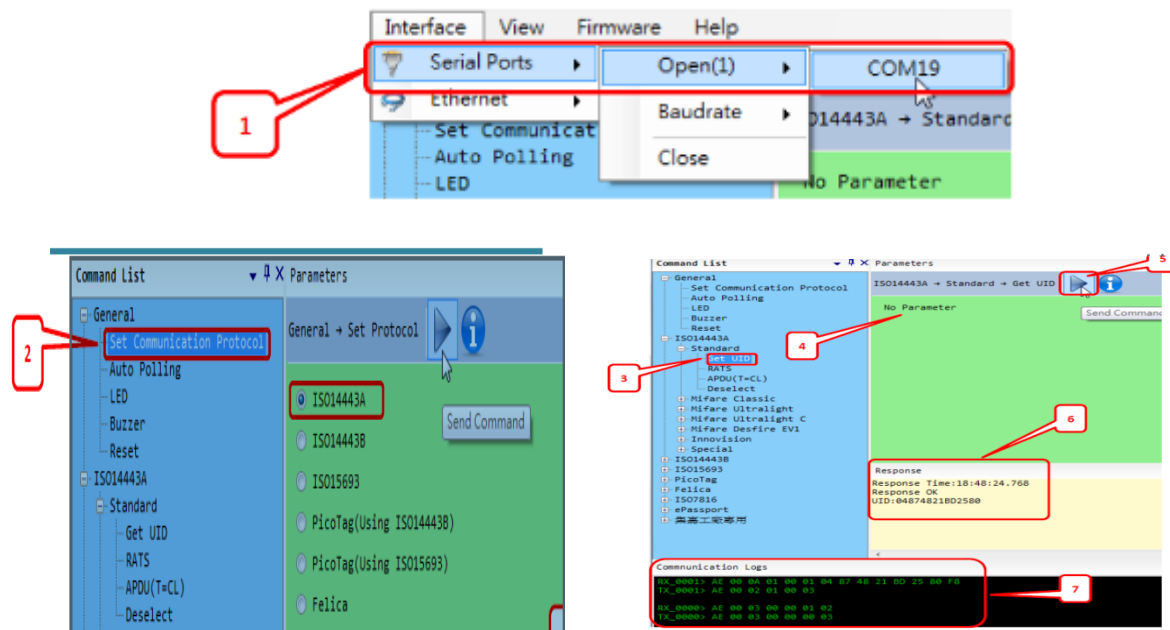 Interface View Firmware Help
Serial Ports Open(1) COM19
1
Ethernet Baudrate
O14443A → Standard
Set Communicat
Auto Polling Close
LED No Parameter
Command List
Parameters
General
General → Set Protocol
2
Set Communication Protocol
Auto Polling
LED
Buzzer
Reset
ISO14443A
Standard
Get UID
RATS
APDU(T=CL)
Deselect
ISO14443A
Send Command
ISO14443B
ISO15693
PicoTag(Using ISO14443B)
PicoTag(Using ISO15693)
Felica
Command List
Parameters
5
General
Set Communication Protocol
Auto Polling
LED
Buzzer
Reset
ISO14443A
Standard
3
Get UID
RATS
APDU(T=CL)
Deselect
Mifare Classic
Mifare Ultralight
Mifare Ultralight C
Mifare Desfire EV1
Innovision
Special
ISO14443B
ISO15693
PicoTag
Felica
ISO7816
ePassport
ISO14443A → Standard → Get UID
No Parameter
Send Command
4
6
Response
Response Time:18:48:24.768
Response OK
UID:04874821BD2580
Communication Logs
RX_0001> AE 00 0A 01 00 01 04 87 48 21 BD 25 80 F8
TX_0001> AE 00 02 01 00 03
7
RX_0000> AE 00 03 00 00 01 02
TX_0000> AE 00 03 00 00 00 03